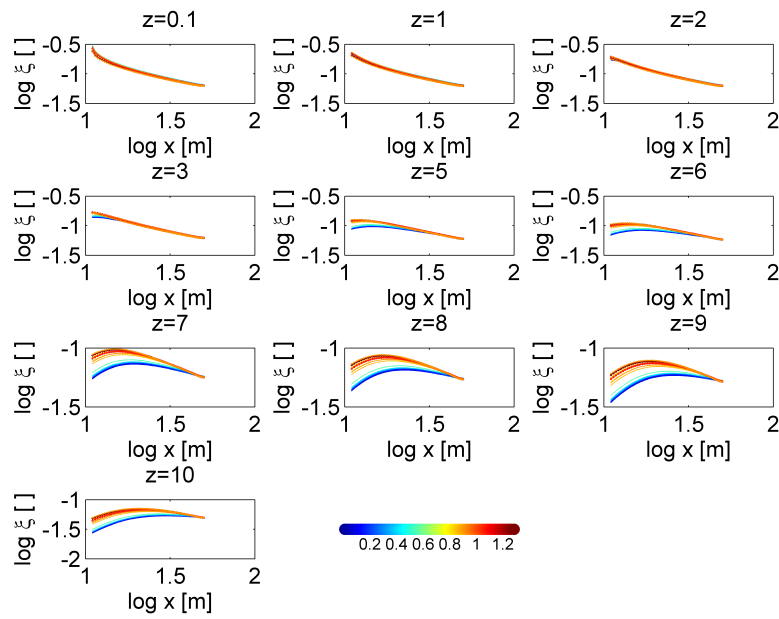 z=0.1 z=1 z=2
-0.5 -0.5 -0.5
log ξ [ ] -1 log ξ [ ] -1 log ξ [ ] -1
-1.5 -1.5 -1.5
1 1.5 2 1 1.5 2 1 1.5 2
log x [m] log x [m] log x [m]
z=3 z=5 z=6
-0.5 -0.5 -0.5
log ξ [ ] -1 log ξ [ ] -1 log ξ [ ] -1
-1.5 -1.5 -1.5
1 1.5 2 1 1.5 2 1 1.5 2
log x [m] log x [m] log x [m]
z=7 z=8 z=9
-1 -1 -1
log ξ [ ] log ξ [ ] log ξ [ ]
-1.5 -1.5 -1.5
1 1.5 2 1 1.5 2 1 1.5 2
log x [m] log x [m] log x [m]
z=10
-1
log ξ [ ] -1.5
-2
1 1.5 2
log x [m]
0.2 0.4 0.6 0.8 1 1.2